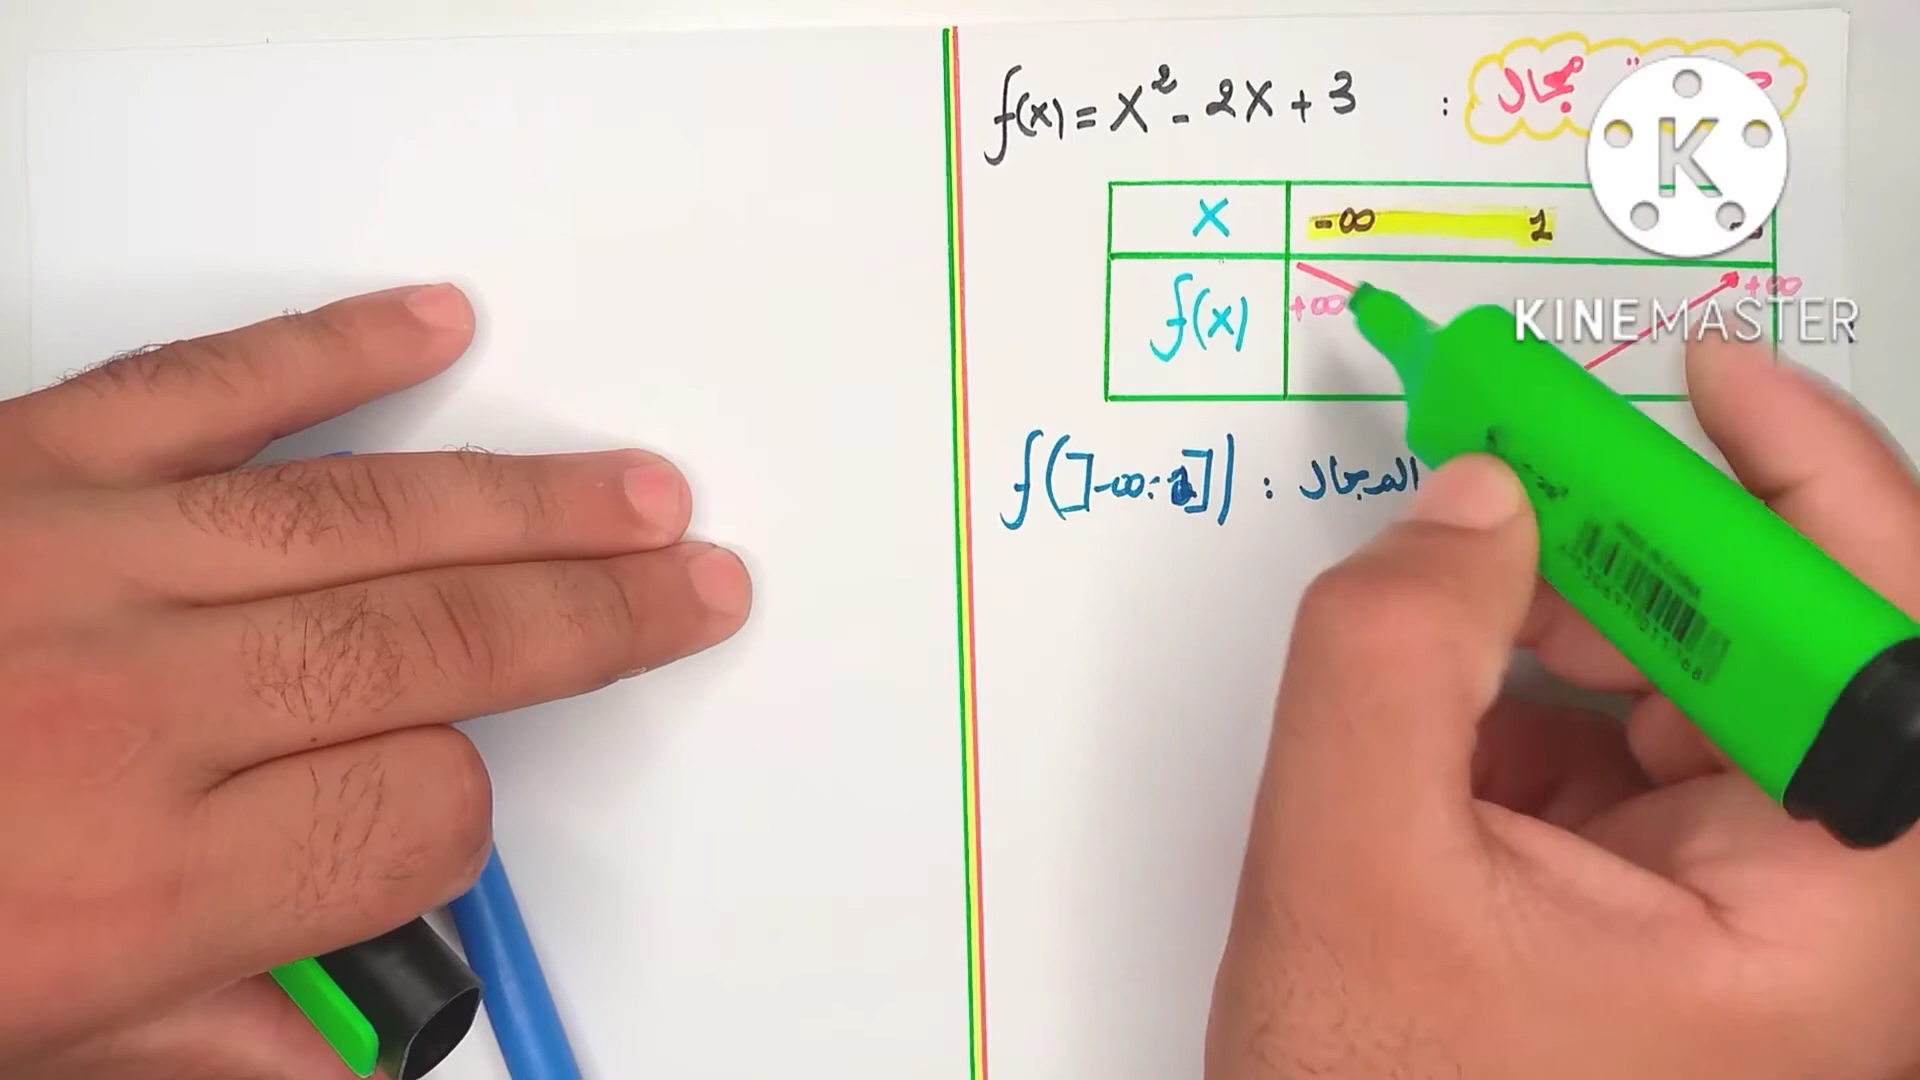 f(x) = x² - 2x + 3 : مجال
x -∞ 1
f(x) +∞ +∞
f(]-∞; 1]) : المجال
K
KINEMASTER